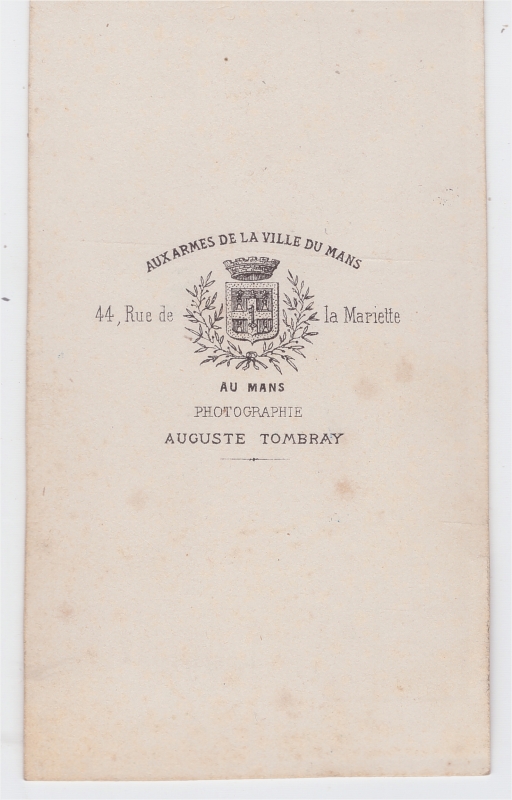 AUX ARMES DE LA VILLE DU MANS
44, Rue de la Mariette
AU MANS
PHOTOGRAPHIE
AUGUSTE TOMBRAY